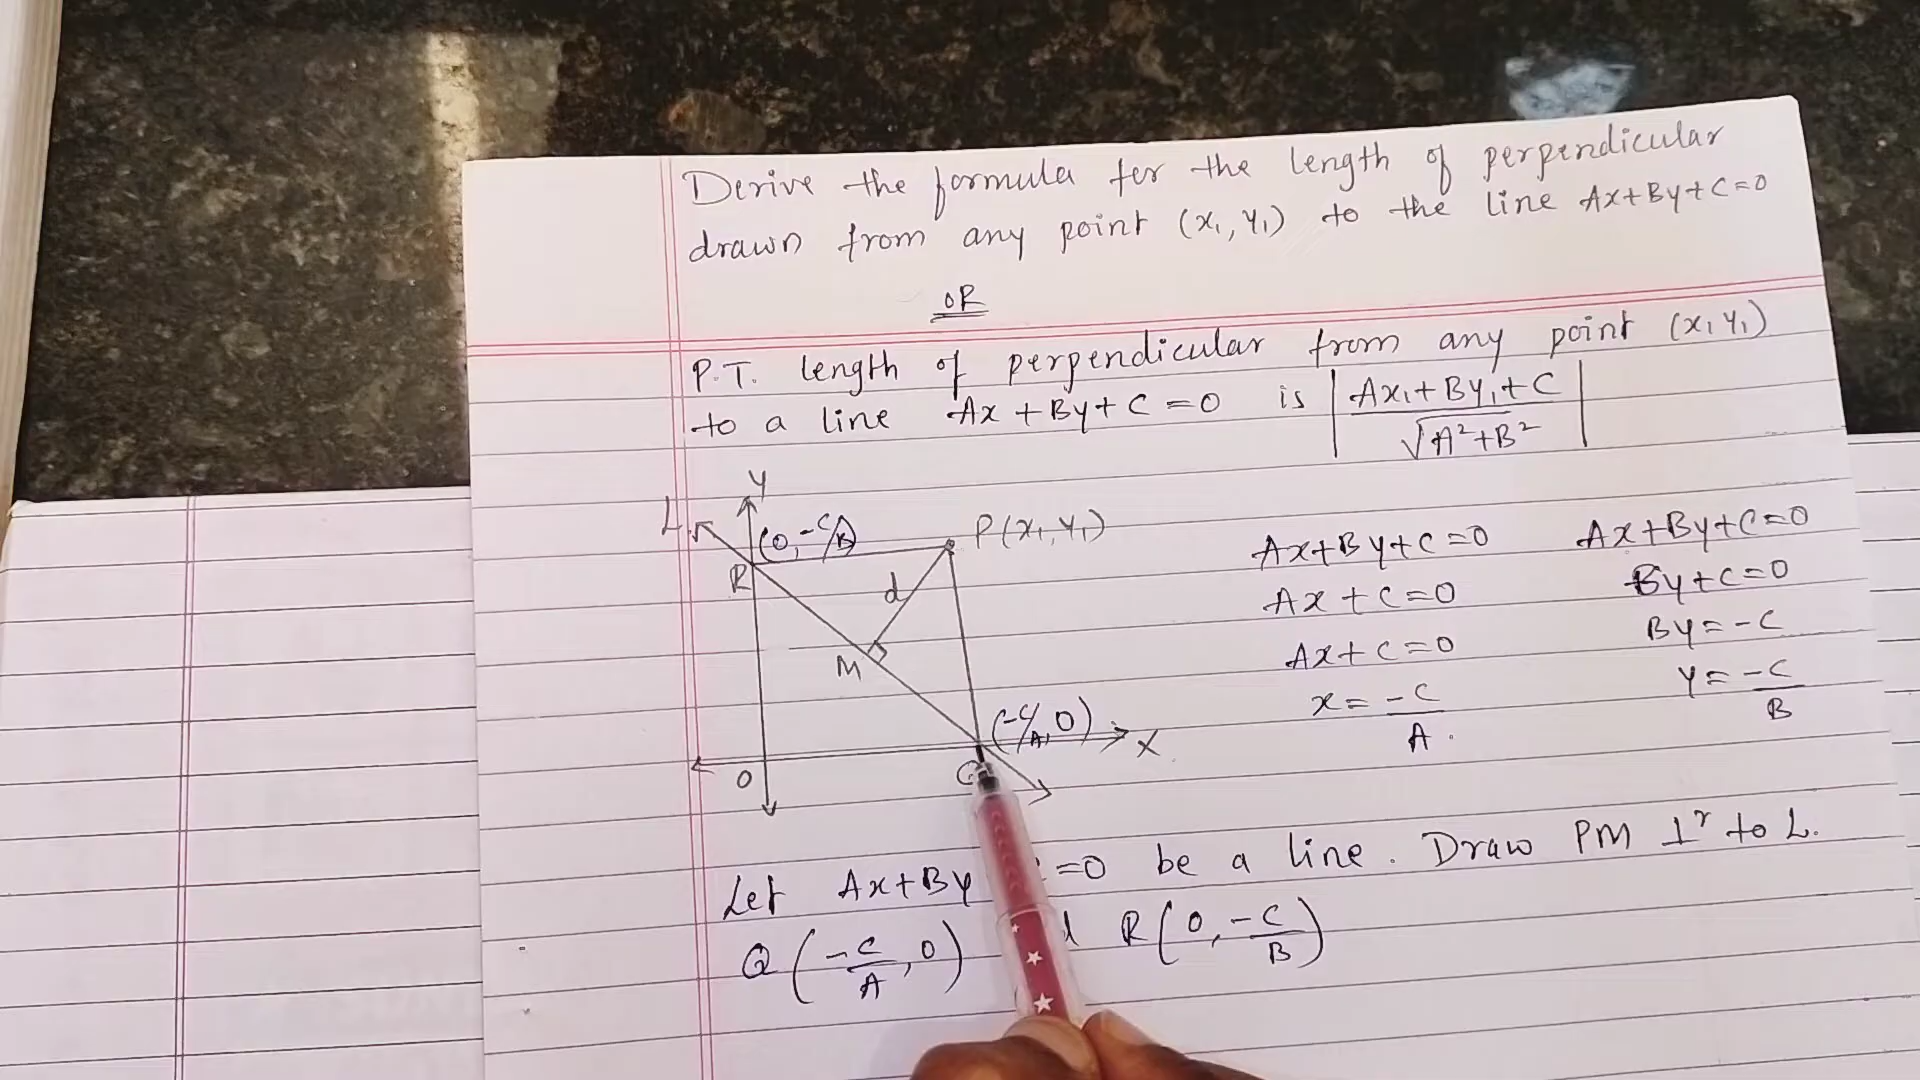 Derive the formula for the length of perpendicular
drawn from any point (x₁, y₁) to the line Ax+By+C=0
OR
P.T. length of perpendicular from any point (x₁ y₁)
to a line Ax + By + C = 0 is | Ax₁ + By₁ + C / √A²+B² |
Y
L
(0, -C/B)
P(x₁, y₁)
R
d
M
(-C/A, 0)
X
O
Q
Ax+By+C=0
Ax + C = 0
Ax + C = 0
x = -C/A.
Ax+By+C=0
By+C=0
By = -C
y = -C/B
Let Ax+By =0 be a line. Draw PM ⊥r to L.
Q (-C/A, 0) R (0, -C/B)